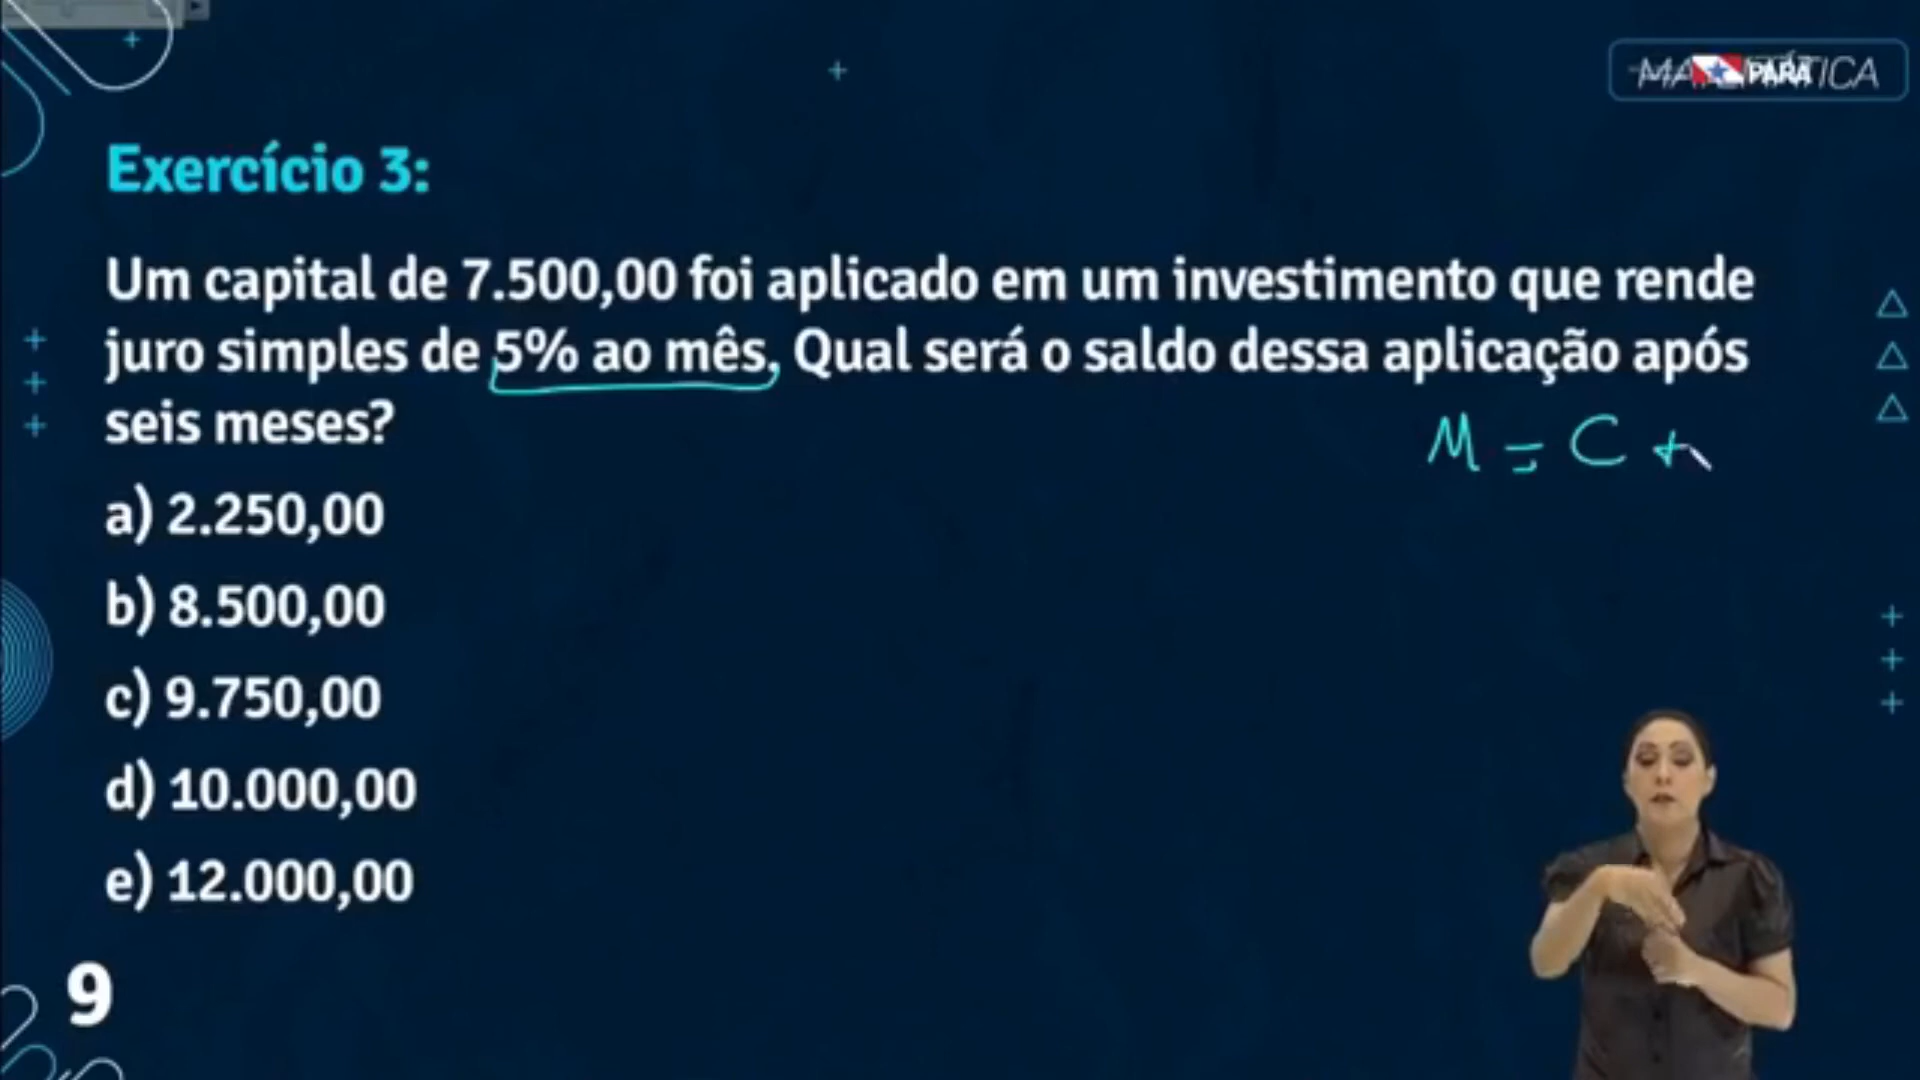 MATEMÁTICA
PARÁ
Exercício 3:
Um capital de 7.500,00 foi aplicado em um investimento que rende
juro simples de 5% ao mês. Qual será o saldo dessa aplicação após
seis meses?
M = C +
a) 2.250,00
b) 8.500,00
c) 9.750,00
d) 10.000,00
e) 12.000,00
9